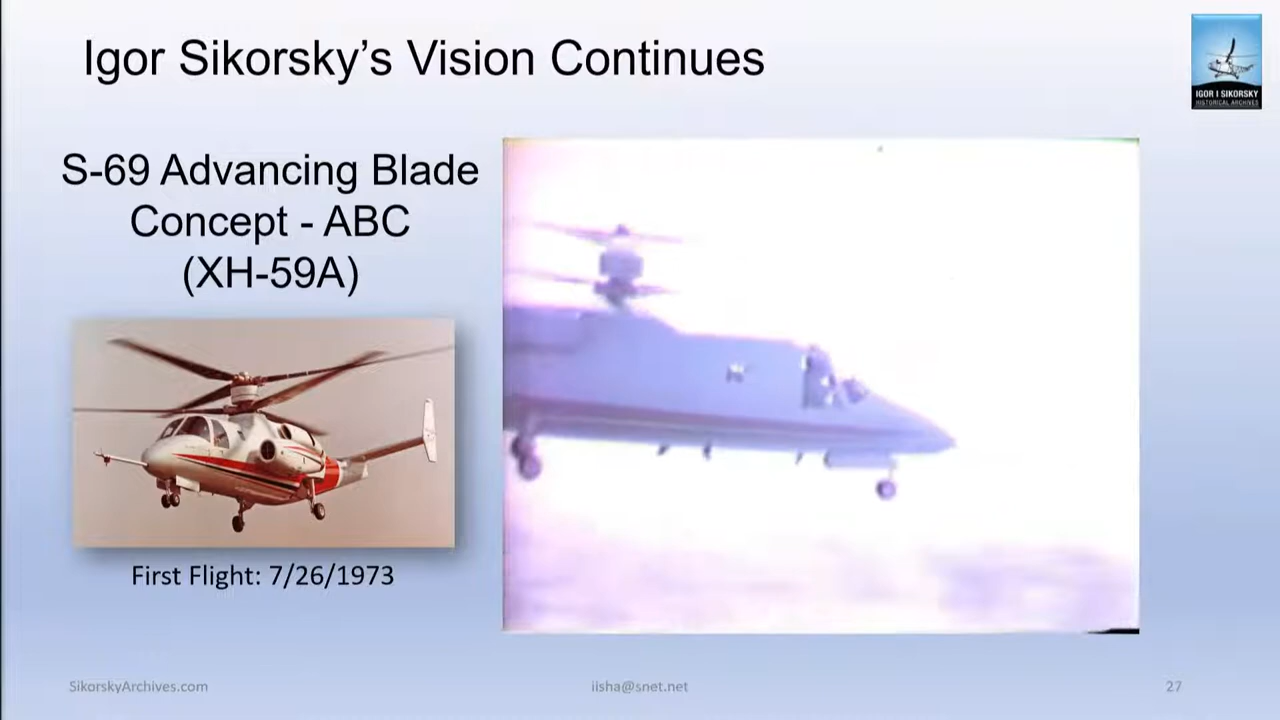 Igor Sikorsky's Vision Continues
IGOR I SIKORSKY
HISTORICAL ARCHIVES
S-69 Advancing Blade
Concept - ABC
(XH-59A)
First Flight: 7/26/1973
SikorskyArchives.com
iisha@snet.net
27